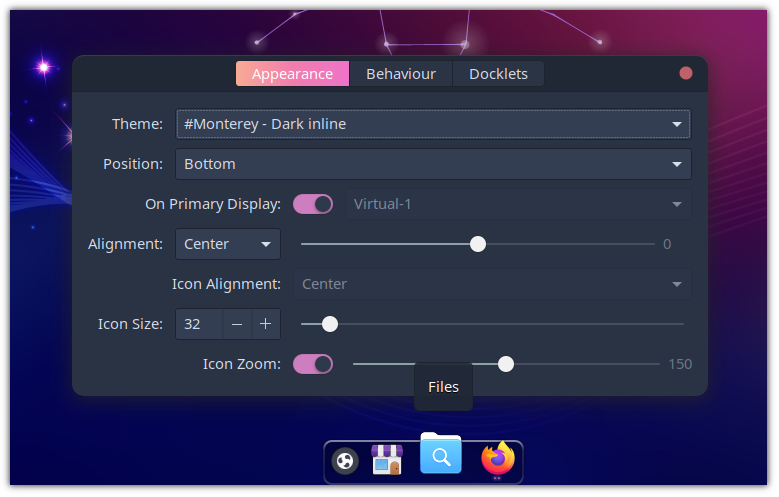 Appearance Behaviour Docklets
Theme: #Monterey - Dark inline
Position: Bottom
On Primary Display: Virtual-1
Alignment: Center 0
Icon Alignment: Center
Icon Size: 32 − +
Icon Zoom: 150
Files